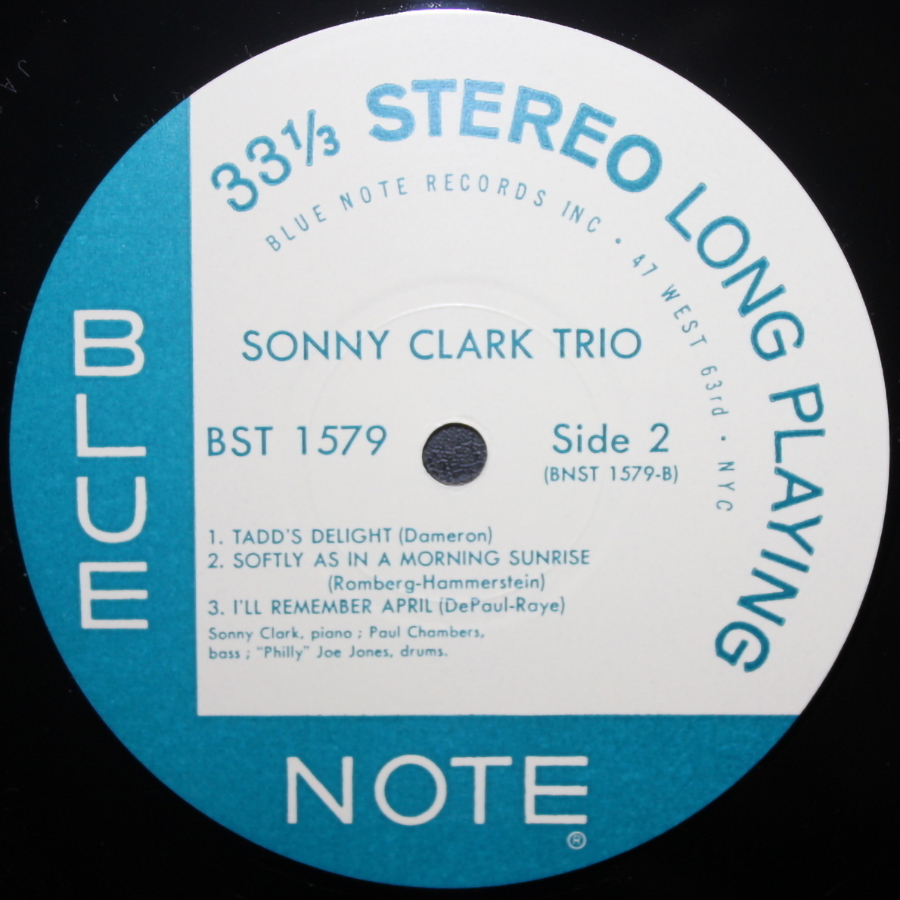 33⅓ STEREO LONG PLAYING
BLUE NOTE RECORDS INC • 47 WEST 63rd • NYC
SONNY CLARK TRIO
BST 1579
Side 2
(BNST 1579-B)
1. TADD'S DELIGHT (Dameron)
2. SOFTLY AS IN A MORNING SUNRISE
(Romberg-Hammerstein)
3. I'LL REMEMBER APRIL (DePaul-Raye)
Sonny Clark, piano ; Paul Chambers,
bass ; "Philly" Joe Jones, drums.
BLUE
NOTE
®